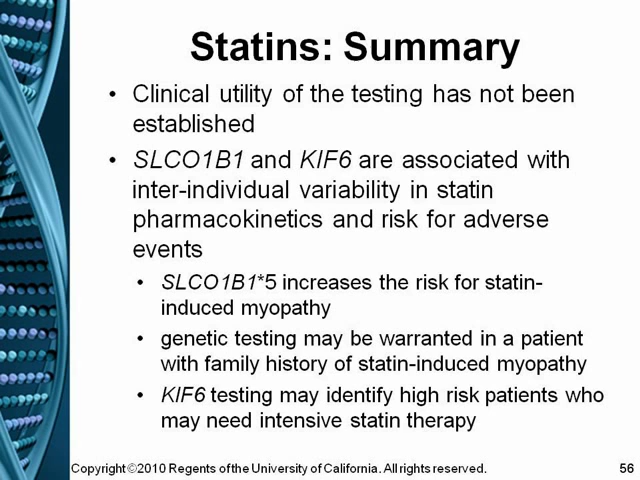 Statins: Summary
• Clinical utility of the testing has not been
established
• SLCO1B1 and KIF6 are associated with
inter-individual variability in statin
pharmacokinetics and risk for adverse
events
• SLCO1B1*5 increases the risk for statin-
induced myopathy
• genetic testing may be warranted in a patient
with family history of statin-induced myopathy
• KIF6 testing may identify high risk patients who
may need intensive statin therapy
Copyright ©2010 Regents of the University of California. All rights reserved. 56